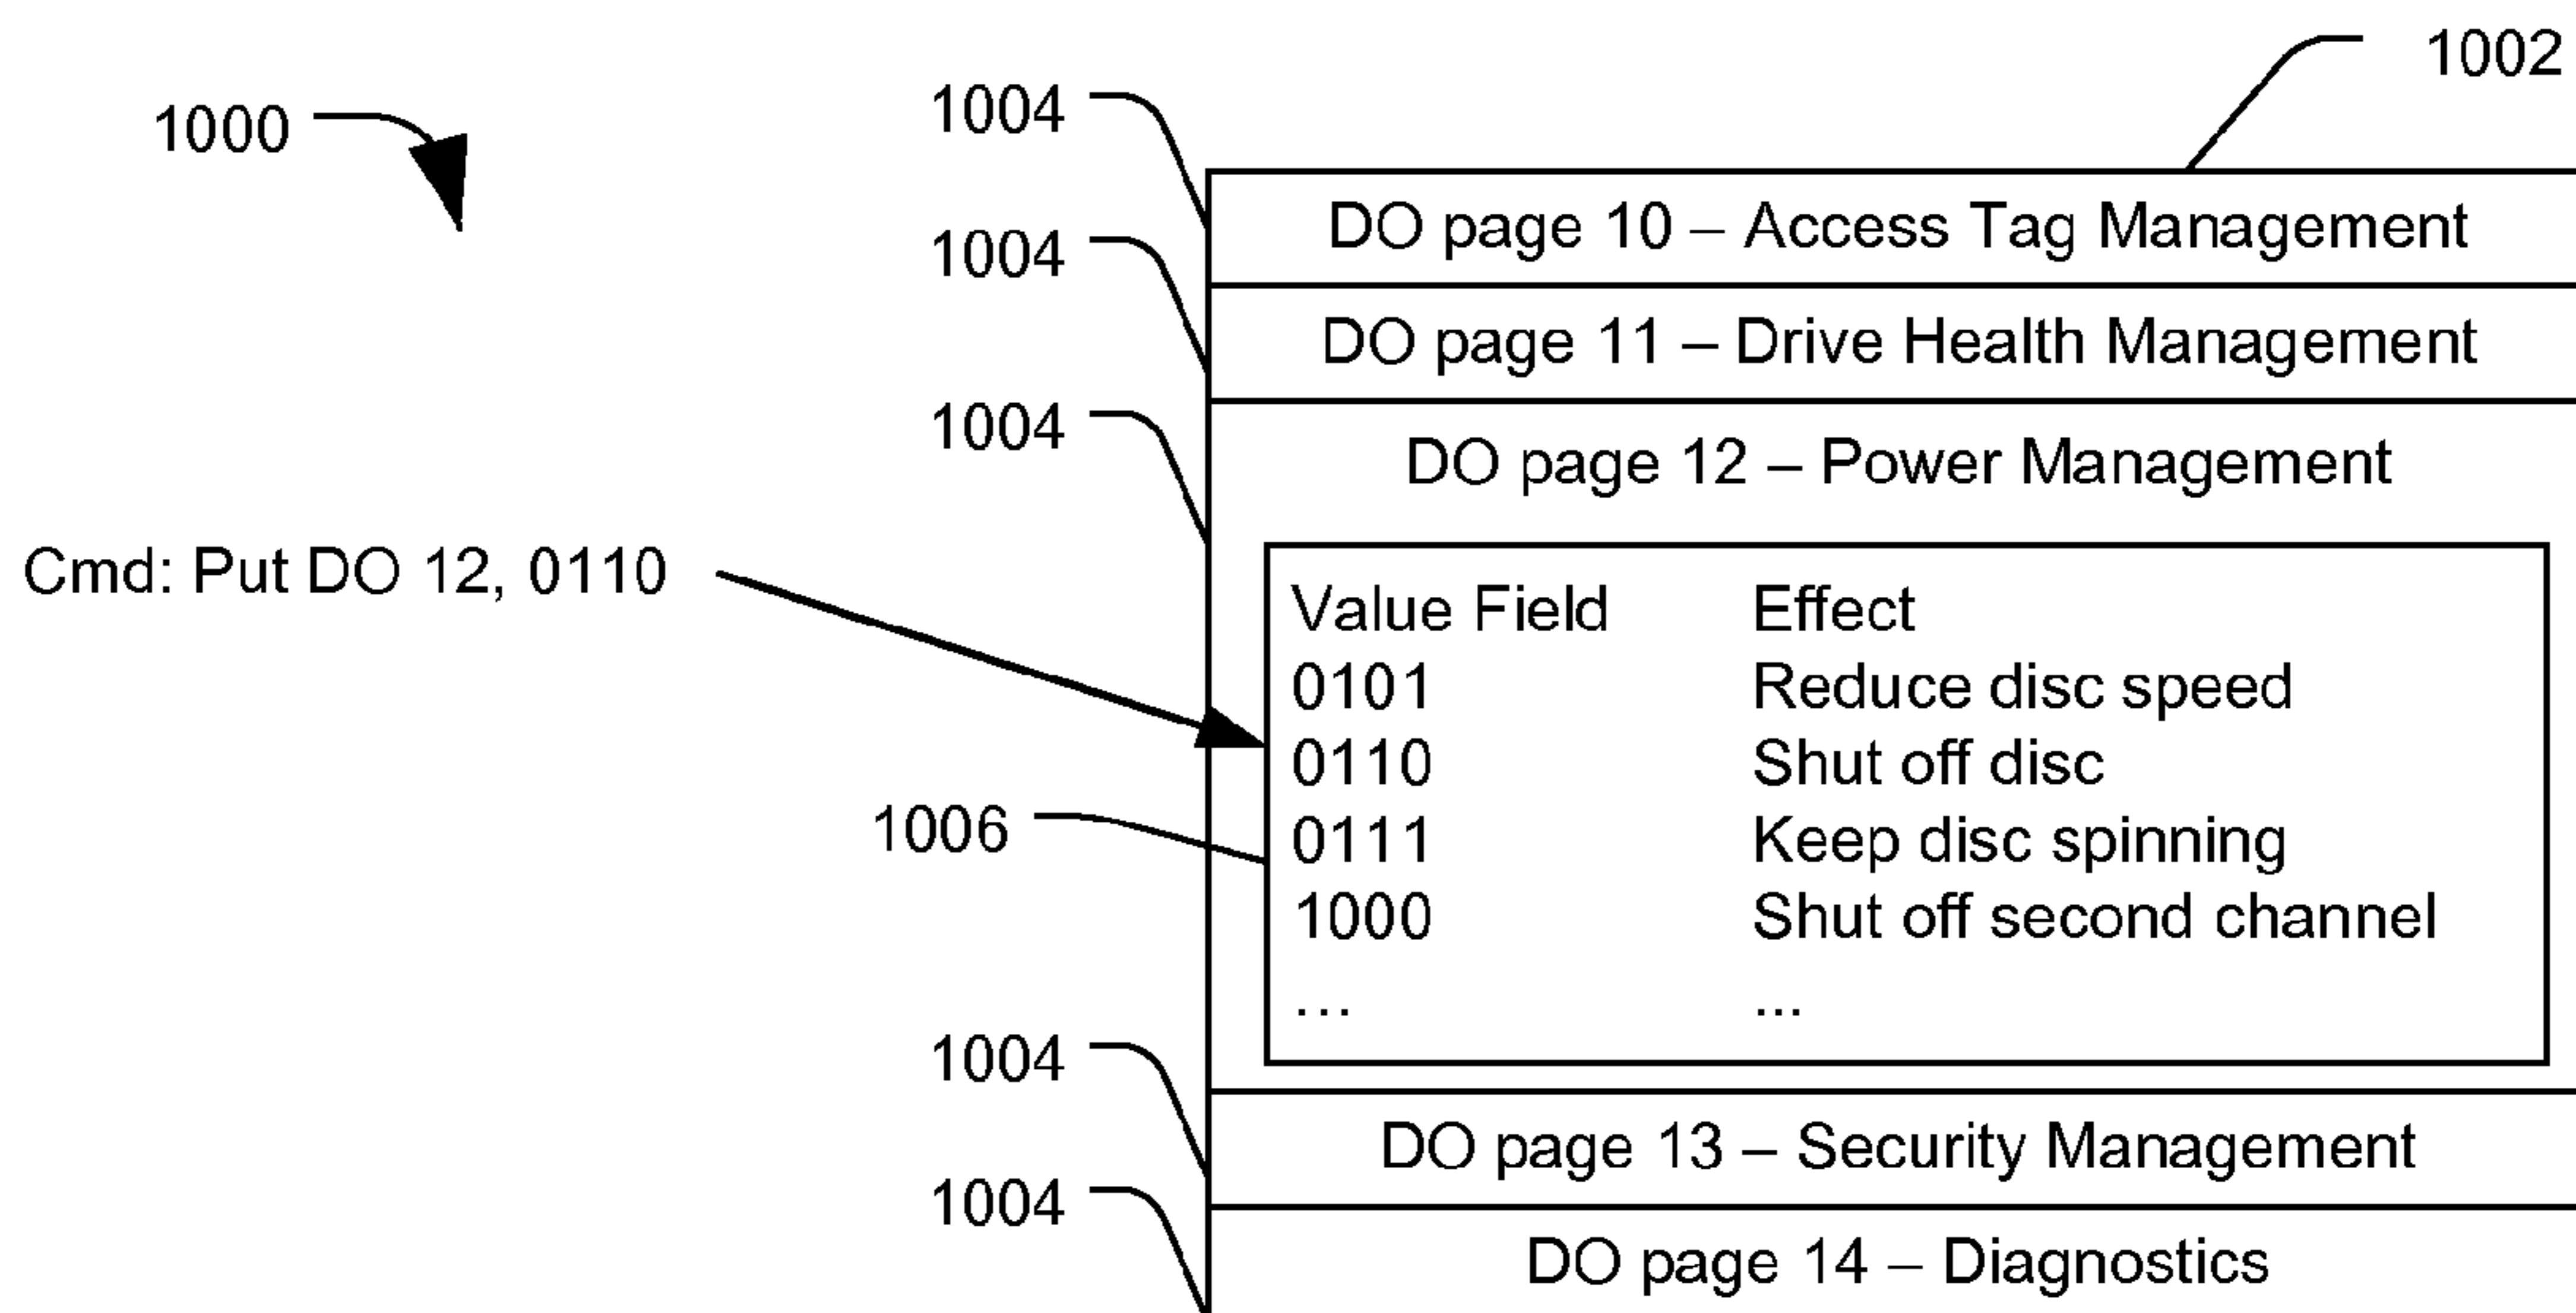 1002
1004
1000
DO page 10 – Access Tag Management
1004
DO page 11 – Drive Health Management
1004
DO page 12 – Power Management
Cmd: Put DO 12, 0110
Value Field Effect
0101 Reduce disc speed
0110 Shut off disc
1006
0111 Keep disc spinning
1000 Shut off second channel
... ...
1004
DO page 13 – Security Management
1004
DO page 14 – Diagnostics